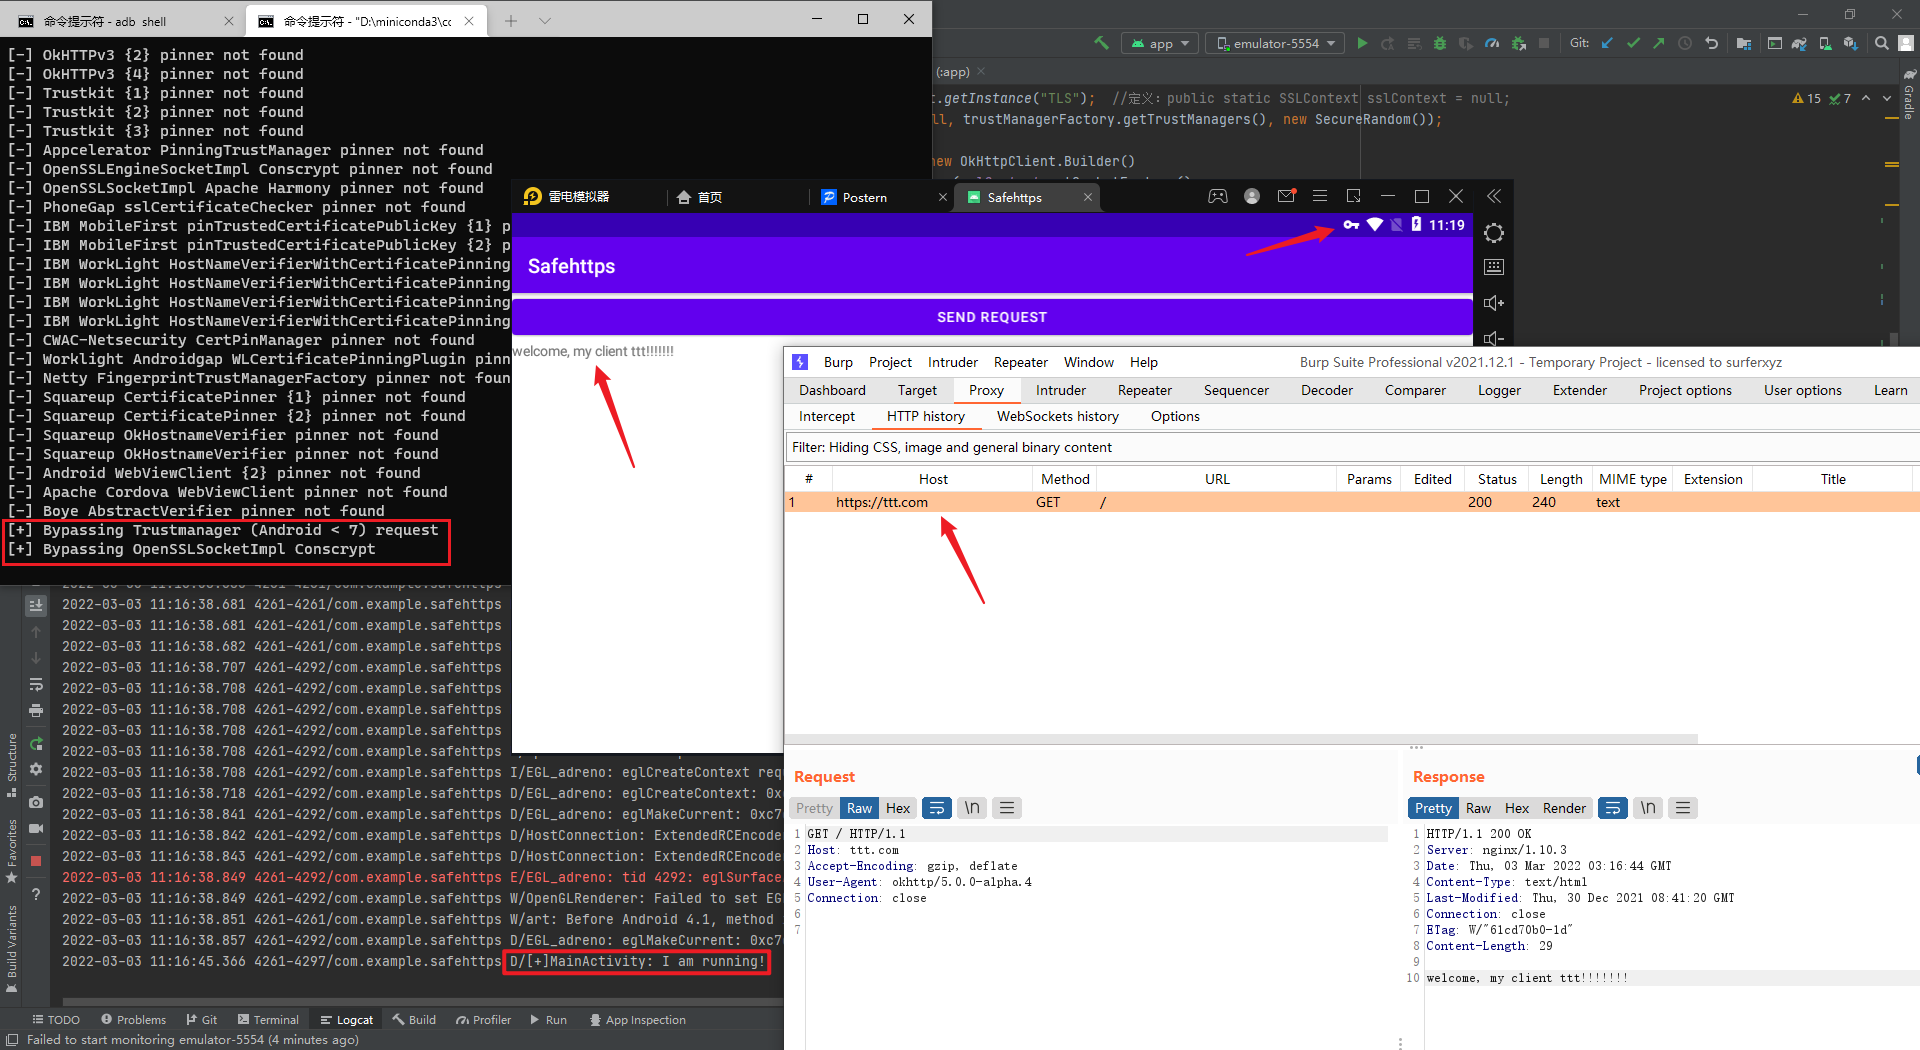 命令提示符 - adb shell
命令提示符 - "D:\miniconda3\cc
[-] OkHTTPv3 {2} pinner not found
[-] OkHTTPv3 {4} pinner not found
[-] Trustkit {1} pinner not found
[-] Trustkit {2} pinner not found
[-] Trustkit {3} pinner not found
[-] Appcelerator PinningTrustManager pinner not found
[-] OpenSSLEngineSocketImpl Conscrypt pinner not found
[-] OpenSSLSocketImpl Apache Harmony pinner not found
[-] PhoneGap sslCertificateChecker pinner not found
[-] IBM MobileFirst pinTrustedCertificatePublicKey {1} p
[-] IBM MobileFirst pinTrustedCertificatePublicKey {2} p
[-] IBM WorkLight HostNameVerifierWithCertificatePinning
[-] IBM WorkLight HostNameVerifierWithCertificatePinning
[-] IBM WorkLight HostNameVerifierWithCertificatePinning
[-] IBM WorkLight HostNameVerifierWithCertificatePinning
[-] CWAC-Netsecurity CertPinManager pinner not found
[-] Worklight Androidgap WLCertificatePinningPlugin pinn
[-] Netty FingerprintTrustManagerFactory pinner not foun
[-] Squareup CertificatePinner {1} pinner not found
[-] Squareup CertificatePinner {2} pinner not found
[-] Squareup OkHostnameVerifier pinner not found
[-] Squareup OkHostnameVerifier pinner not found
[-] Android WebViewClient {2} pinner not found
[-] Apache Cordova WebViewClient pinner not found
[-] Boye AbstractVerifier pinner not found
[+] Bypassing Trustmanager (Android < 7) request
[+] Bypassing OpenSSLSocketImpl Conscrypt
app
emulator-5554
Git:
(:app)
t.getInstance("TLS");  //定义：public static SSLContext sslContext = null;
ll, trustManagerFactory.getTrustManagers(), new SecureRandom());
new OkHttpClient.Builder()
15 7
Gradle
雷电模拟器
首页
Postern
Safehttps
11:19
Safehttps
SEND REQUEST
welcome, my client ttt!!!!!!!
Burp Project Intruder Repeater Window Help
Burp Suite Professional v2021.12.1 - Temporary Project - licensed to surferxyz
Dashboard Target Proxy Intruder Repeater Sequencer Decoder Comparer Logger Extender Project options User options Learn
Intercept HTTP history WebSockets history Options
Filter: Hiding CSS, image and general binary content
# Host Method URL Params Edited Status Length MIME type Extension Title
1 https://ttt.com GET / 200 240 text
Request
Pretty Raw Hex \n
1 GET / HTTP/1.1
2 Host: ttt.com
3 Accept-Encoding: gzip, deflate
4 User-Agent: okhttp/5.0.0-alpha.4
5 Connection: close
6
7
Response
Pretty Raw Hex Render \n
1 HTTP/1.1 200 OK
2 Server: nginx/1.10.3
3 Date: Thu, 03 Mar 2022 03:16:44 GMT
4 Content-Type: text/html
5 Last-Modified: Thu, 30 Dec 2021 08:41:20 GMT
6 Connection: close
7 ETag: W/"61cd70b0-1d"
8 Content-Length: 29
9
10 welcome, my client ttt!!!!!!!
2022-03-03 11:16:38.681 4261-4261/com.example.safehttps
2022-03-03 11:16:38.681 4261-4261/com.example.safehttps
2022-03-03 11:16:38.682 4261-4261/com.example.safehttps
2022-03-03 11:16:38.707 4261-4292/com.example.safehttps
2022-03-03 11:16:38.708 4261-4292/com.example.safehttps
2022-03-03 11:16:38.708 4261-4292/com.example.safehttps
2022-03-03 11:16:38.708 4261-4292/com.example.safehttps
2022-03-03 11:16:38.708 4261-4292/com.example.safehttps
2022-03-03 11:16:38.708 4261-4292/com.example.safehttps I/EGL_adreno: eglCreateContext req
2022-03-03 11:16:38.718 4261-4292/com.example.safehttps D/EGL_adreno: eglCreateContext: 0x
2022-03-03 11:16:38.841 4261-4292/com.example.safehttps D/EGL_adreno: eglMakeCurrent: 0xc7
2022-03-03 11:16:38.842 4261-4292/com.example.safehttps D/HostConnection: ExtendedRCEncode
2022-03-03 11:16:38.843 4261-4292/com.example.safehttps D/HostConnection: ExtendedRCEncode
2022-03-03 11:16:38.849 4261-4292/com.example.safehttps E/EGL_adreno: tid 4292: eglSurface
2022-03-03 11:16:38.849 4261-4292/com.example.safehttps W/OpenGLRenderer: Failed to set EG
2022-03-03 11:16:38.851 4261-4261/com.example.safehttps W/art: Before Android 4.1, method
2022-03-03 11:16:38.857 4261-4292/com.example.safehttps D/EGL_adreno: eglMakeCurrent: 0xc7
2022-03-03 11:16:45.366 4261-4297/com.example.safehttps D/[+]MainActivity: I am running!
Structure
Favorites
Build Variants
TODO Problems Git Terminal Logcat Build Profiler Run App Inspection
Failed to start monitoring emulator-5554 (4 minutes ago)